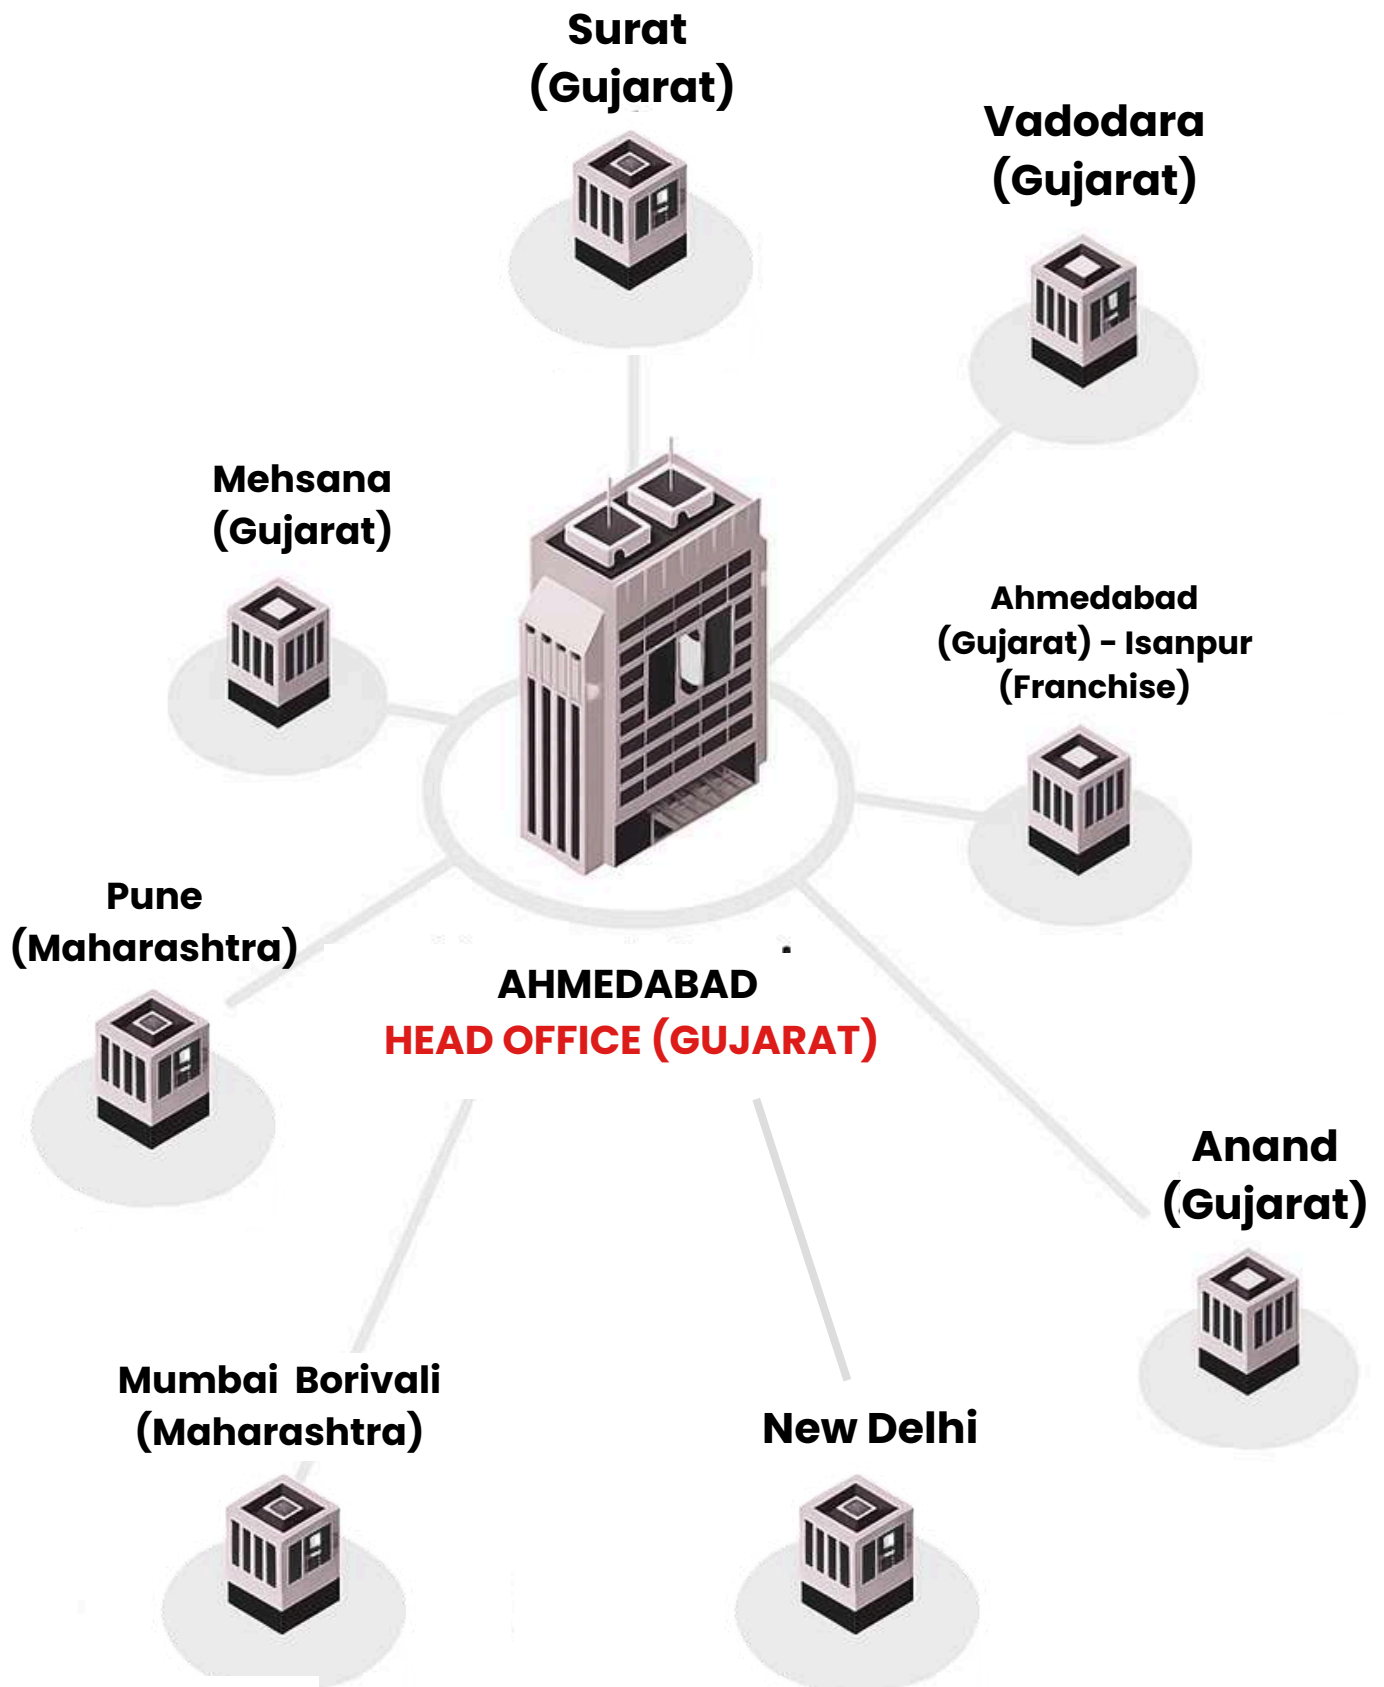 Surat
(Gujarat)
Vadodara
(Gujarat)
Mehsana
(Gujarat)
Ahmedabad
(Gujarat) - Isanpur
(Franchise)
Pune
(Maharashtra)
AHMEDABAD
HEAD OFFICE (GUJARAT)
Anand
(Gujarat)
Mumbai Borivali
(Maharashtra)
New Delhi